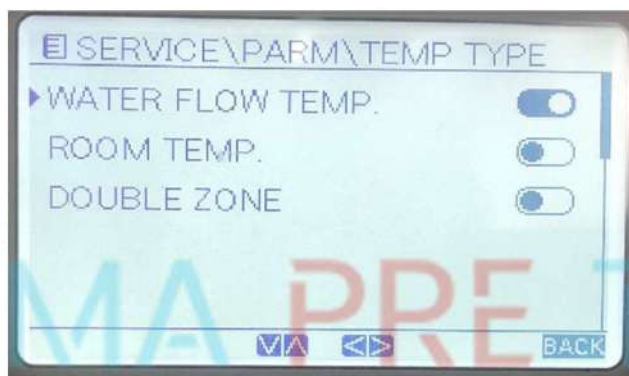 SERVICE\PARM\TEMP TYPE
WATER FLOW TEMP.
ROOM TEMP.
DOUBLE ZONE
MA PRE
BACK